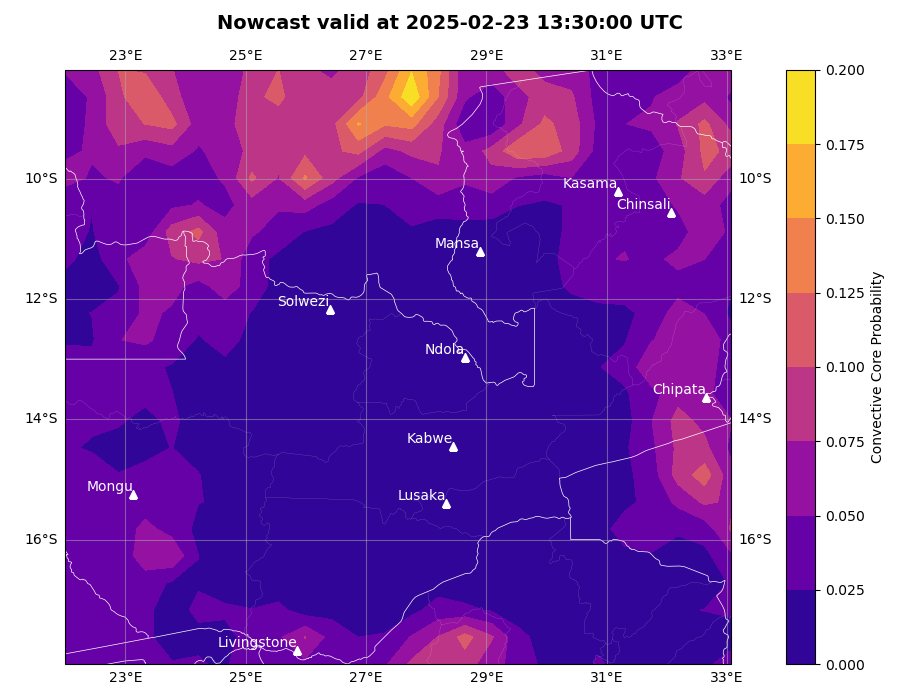 Nowcast valid at 2025-02-23 13:30:00 UTC
23°E 25°E 27°E 29°E 31°E 33°E
0.200
0.175
10°S 10°S
Kasama
Chinsali
0.150
Mansa
12°S 12°S
Solwezi
0.125
Ndola
0.100
Chipata
14°S 14°S
Kabwe
0.075
Mongu
Lusaka
0.050
16°S 16°S
0.025
Livingstone
0.000
23°E 25°E 27°E 29°E 31°E 33°E
Convective Core Probability